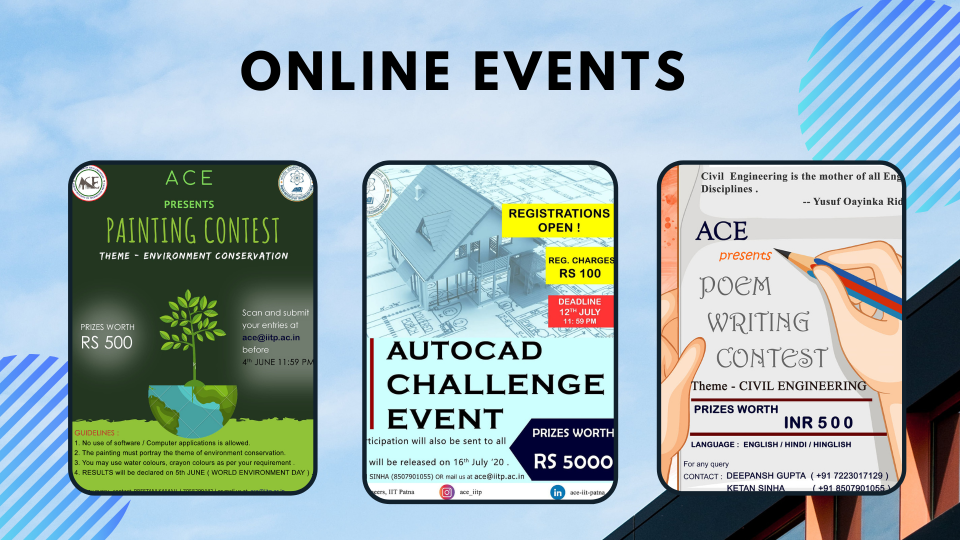 ONLINE EVENTS
ACE
ACE
PRESENTS
PAINTING CONTEST
THEME - ENVIRONMENT CONSERVATION
PRIZES WORTH
RS 500
Scan and submit
your entries at
ace@iitp.ac.in
before
4th JUNE 11:59 PM
GUIDELINES :
1. No use of software / Computer applications is allowed.
2. The painting must portray the theme of environment conservation.
3. You may use water colours, crayon colours as per your requirement .
4. RESULTS will be declared on 5th JUNE ( WORLD ENVIRONMENT DAY )
REGISTRATIONS
OPEN !
REG. CHARGES
RS 100
DEADLINE
12TH JULY
11: 59 PM
AUTOCAD
CHALLENGE
EVENT
rticipation will also be sent to all
PRIZES WORTH
RS 5000
will be released on 16th July '20 .
SINHA (8507901055) OR mail us at ace@iitp.ac.in
eers, IIT Patna
ace_iitp
in
ace-iit-patna
Civil Engineering is the mother of all Eng
Disciplines .
-- Yusuf Oayinka Rid
ACE
presents
POEM
WRITING
CONTEST
Theme - CIVIL ENGINEERING
PRIZES WORTH
INR 500
LANGUAGE : ENGLISH / HINDI / HINGLISH
For any query
CONTACT : DEEPANSH GUPTA ( +91 7223017129 )
KETAN SINHA ( +91 8507901055 )